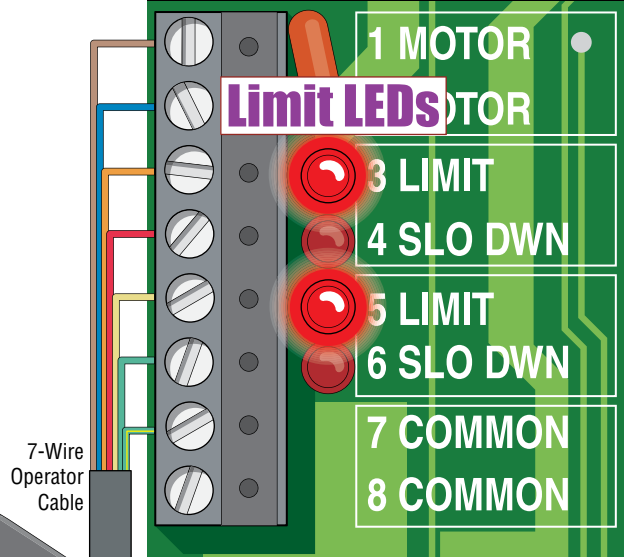 1 MOTOR
Limit LEDs
OTOR
3 LIMIT
4 SLO DWN
5 LIMIT
6 SLO DWN
7 COMMON
8 COMMON
7-Wire
Operator
Cable